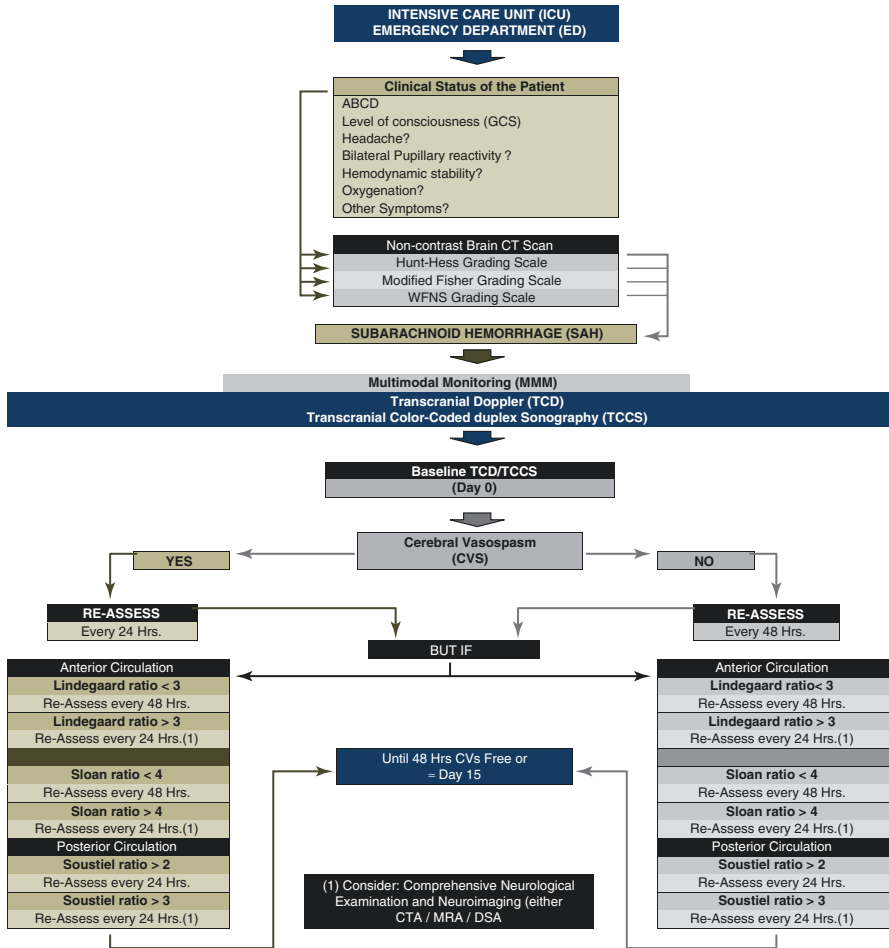 INTENSIVE CARE UNIT (ICU)
EMERGENCY DEPARTMENT (ED)
Clinical Status of the Patient
ABCD
Level of consciousness (GCS)
Headache?
Bilateral Pupillary reactivity ?
Hemodynamic stability?
Oxygenation?
Other Symptoms?
Non-contrast Brain CT Scan
Hunt-Hess Grading Scale
Modified Fisher Grading Scale
WFNS Grading Scale
SUBARACHNOID HEMORRHAGE (SAH)
Multimodal Monitoring (MMM)
Transcranial Doppler (TCD)
Transcranial Color-Coded duplex Sonography (TCCS)
Baseline TCD/TCCS
(Day 0)
Cerebral Vasospasm
(CVS)
YES
NO
RE-ASSESS
Every 24 Hrs.
RE-ASSESS
Every 48 Hrs.
BUT IF
Anterior Circulation
Lindegaard ratio < 3
Re-Assess every 48 Hrs.
Lindegaard ratio > 3
Re-Assess every 24 Hrs.(1)
Sloan ratio < 4
Re-Assess every 48 Hrs.
Sloan ratio > 4
Re-Assess every 24 Hrs.(1)
Posterior Circulation
Soustiel ratio > 2
Re-Assess every 24 Hrs.
Soustiel ratio > 3
Re-Assess every 24 Hrs.(1)
Until 48 Hrs CVs Free or
= Day 15
(1) Consider: Comprehensive Neurological
Examination and Neuroimaging (either
CTA / MRA / DSA
Anterior Circulation
Lindegaard ratio< 3
Re-Assess every 48 Hrs.
Lindegaard ratio > 3
Re-Assess every 24 Hrs.(1)
Sloan ratio < 4
Re-Assess every 48 Hrs.
Sloan ratio > 4
Re-Assess every 24 Hrs.(1)
Posterior Circulation
Soustiel ratio > 2
Re-Assess every 24 Hrs.
Soustiel ratio > 3
Re-Assess every 24 Hrs.(1)